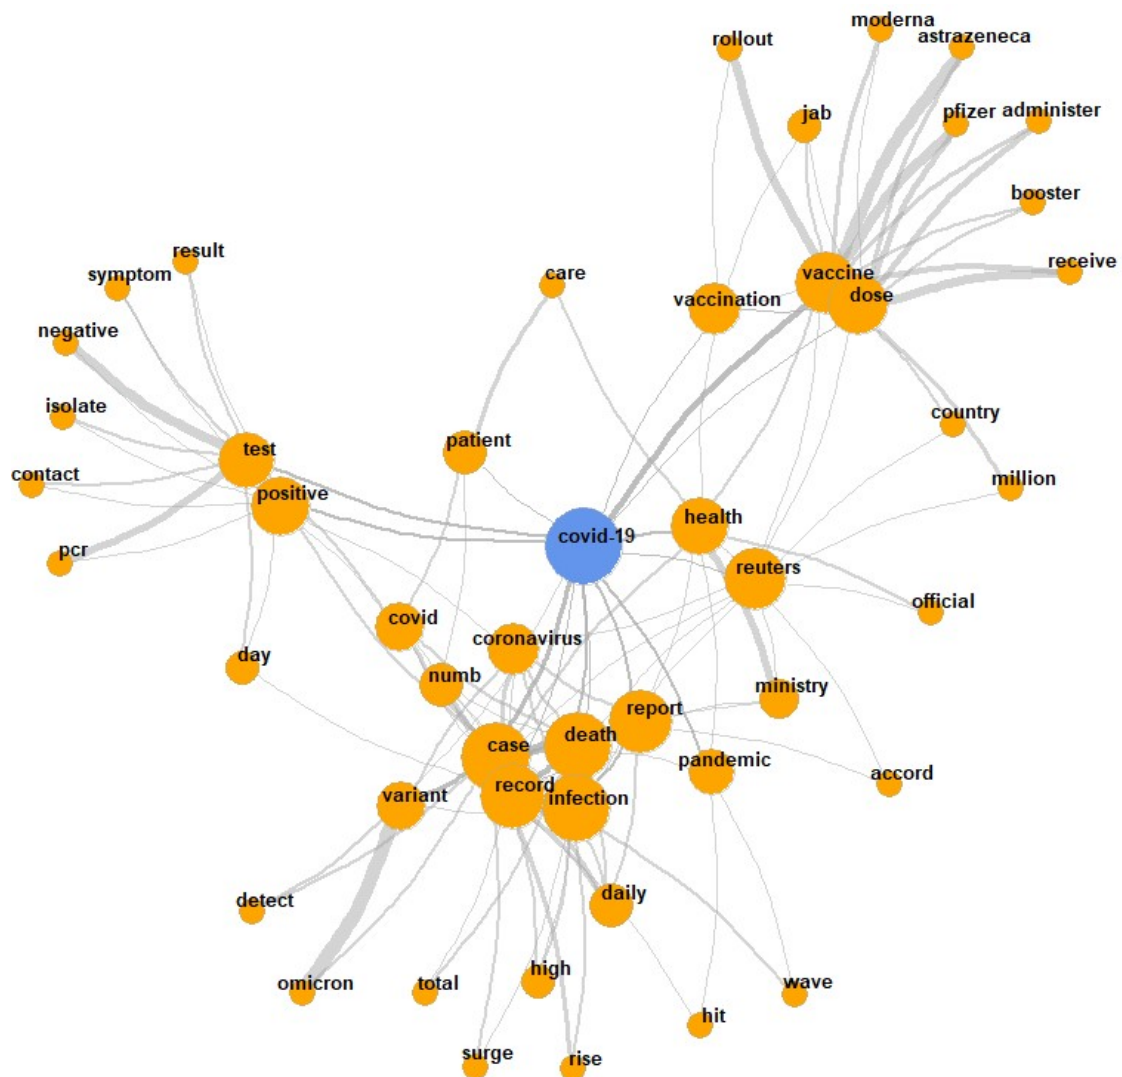 moderna
rollout
astrazeneca
jab
pfizer
administer
booster
result
symptom
care
vaccine
receive
vaccination
dose
negative
isolate
country
test
patient
contact
positive
million
health
covid-19
pcr
reuters
official
covid
coronavirus
day
numb
ministry
report
case
death
pandemic
accord
variant
record
infection
detect
daily
omicron
total
high
wave
hit
surge
rise